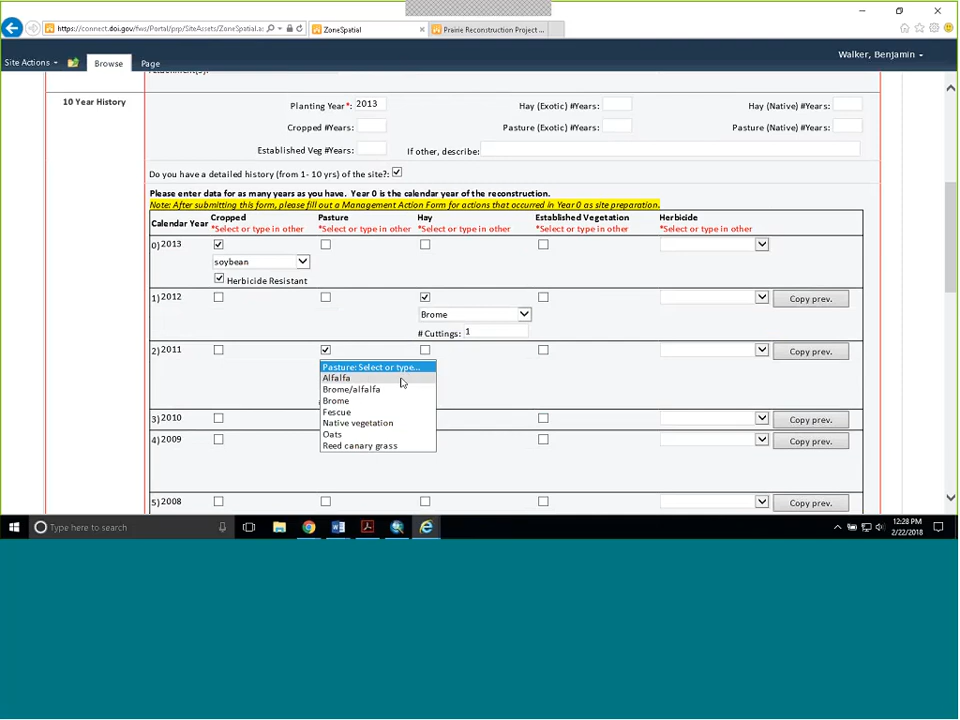 https://connect.doi.gov/fws/Portal/prp/SiteAssets/ZoneSpatial.as
ZoneSpatial
Prairie Reconstruction Project ...
Site Actions
Browse
Page
Walker, Benjamin
10 Year History
Planting Year*: 2013
Hay (Exotic) #Years:
Hay (Native) #Years:
Cropped #Years:
Pasture (Exotic) #Years:
Pasture (Native) #Years:
Established Veg #Years:
If other, describe:
Do you have a detailed history (from 1- 10 yrs) of the site?:
Please enter data for as many years as you have. Year 0 is the calendar year of the reconstruction.
Note: After submitting this form, please fill out a Management Action Form for actions that occurred in Year 0 as site preparation.
Calendar Year Cropped Pasture Hay Established Vegetation Herbicide
*Select or type in other *Select or type in other *Select or type in other *Select or type in other *Select or type in other
0) 2013
soybean
Herbicide Resistant
1) 2012
Copy prev.
Brome
# Cuttings: 1
2) 2011
Copy prev.
Pasture: Select or type...
Alfalfa
Brome/alfalfa
Brome
Fescue
Native vegetation
Oats
Reed canary grass
3) 2010
Copy prev.
4) 2009
Copy prev.
5) 2008
Copy prev.
Type here to search
12:28 PM
2/22/2018